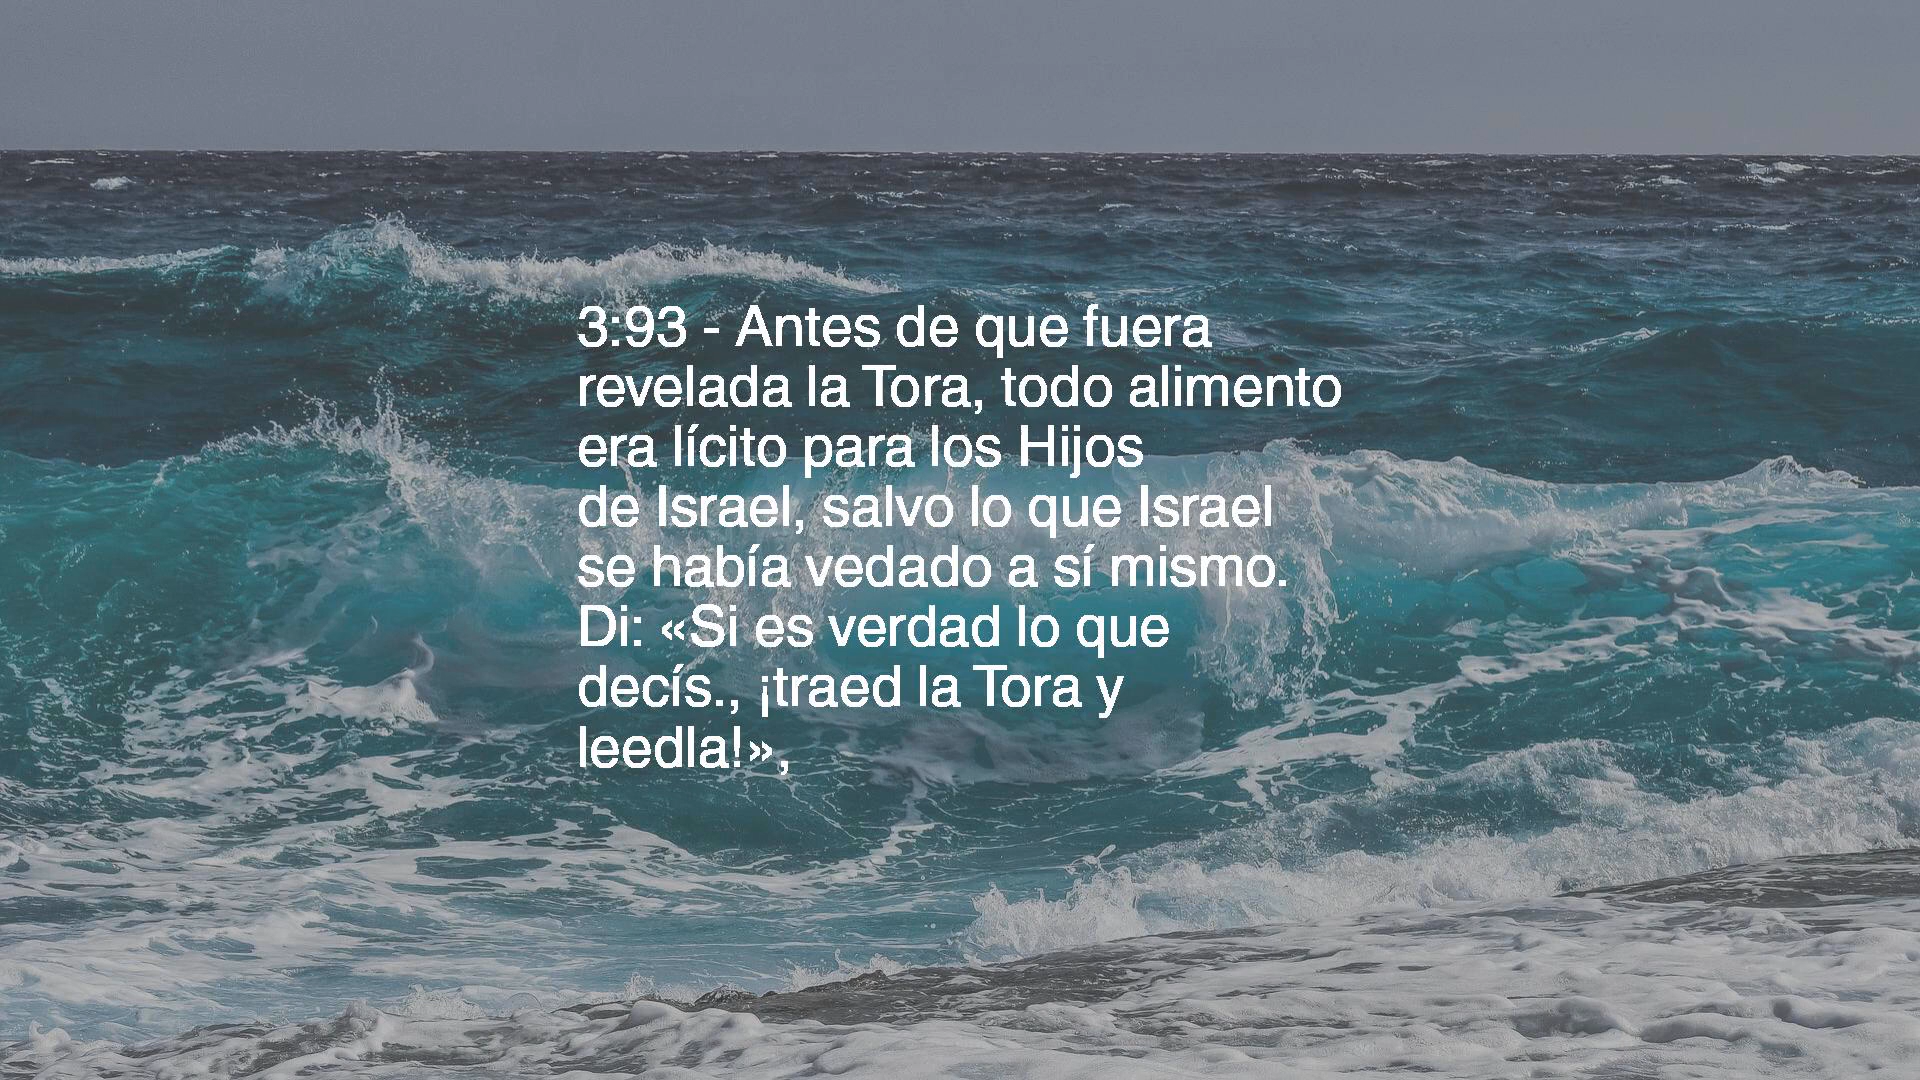 3:93 - Antes de que fuera
revelada la Tora, todo alimento
era lícito para los Hijos
de Israel, salvo lo que Israel
se había vedado a sí mismo.
Di: «Si es verdad lo que
decís., ¡traed la Tora y
leedla!»,